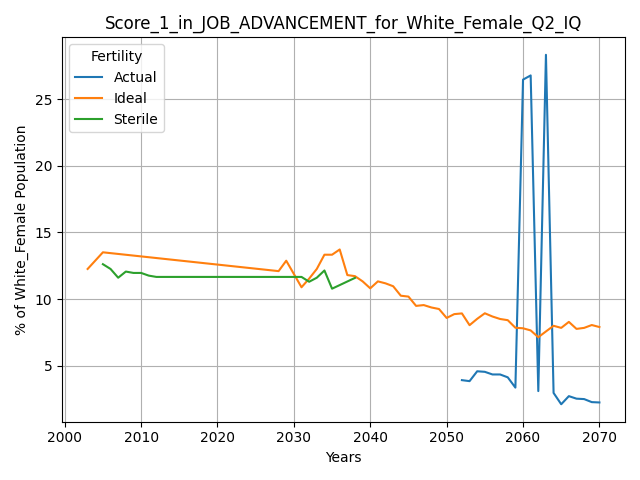 Score_1_in_JOB_ADVANCEMENT_for_White_Female_Q2_IQ
Fertility
Actual
Ideal
Sterile
% of White_Female Population
25
20
15
10
5
2000 2010 2020 2030 2040 2050 2060 2070
Years